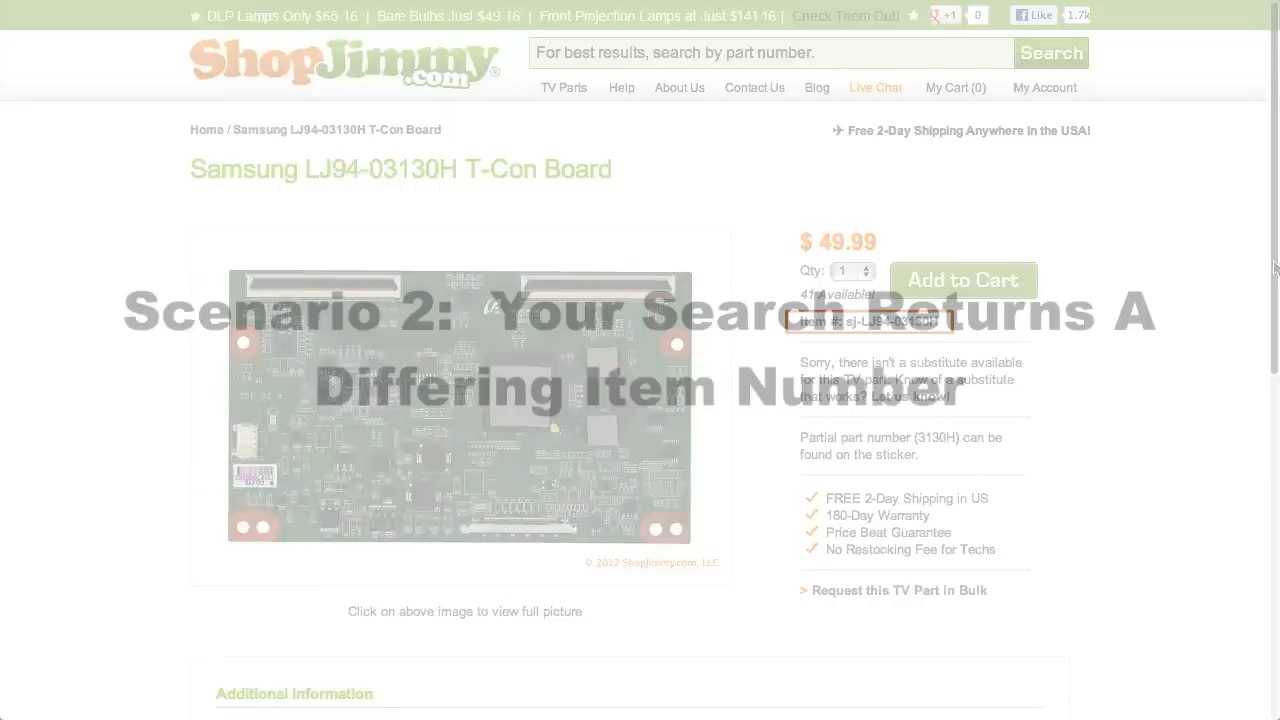 DLP Lamps Only $65.16 | Bare Bulbs Just $49.16 | Front Projection Lamps at Just $141.16 | Check Them Out!
+1
0
Like
1.7k
ShopJimmy.com®
For best results, search by part number.
Search
TV Parts Help About Us Contact Us Blog Live Chat My Cart (0) My Account
Home / Samsung LJ94-03130H T-Con Board
Free 2-Day Shipping Anywhere in the USA!
Samsung LJ94-03130H T-Con Board
$ 49.99
Qty: 1
Add to Cart
41 Available!
Scenario 2: Your Search Returns A
Item #: sj-LJ94-03130H
Sorry, there isn't a substitute available
for this TV part. Know of a substitute
that works? Let us know!
Differing Item Number
Partial part number (3130H) can be
found on the sticker.
FREE 2-Day Shipping in US
180-Day Warranty
Price Beat Guarantee
No Restocking Fee for Techs
© 2012 ShopJimmy.com, LLC
> Request this TV Part in Bulk
Click on above image to view full picture
Additional Information